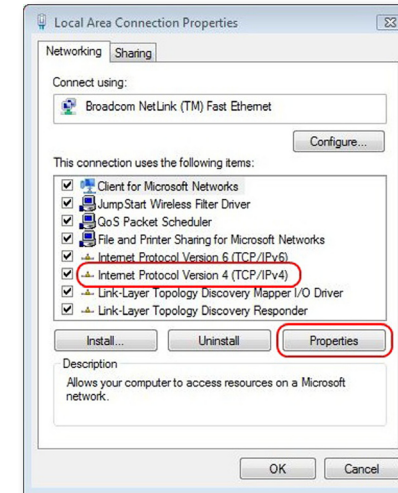 Local Area Connection Properties
Networking
Sharing
Connect using:
Broadcom NetLink (TM) Fast Ethernet
Configure...
This connection uses the following items:
Client for Microsoft Networks
JumpStart Wireless Filter Driver
QoS Packet Scheduler
File and Printer Sharing for Microsoft Networks
Internet Protocol Version 6 (TCP/IPv6)
Internet Protocol Version 4 (TCP/IPv4)
Link-Layer Topology Discovery Mapper I/O Driver
Link-Layer Topology Discovery Responder
Install...
Uninstall
Properties
Description
Allows your computer to access resources on a Microsoft
network.
OK
Cancel